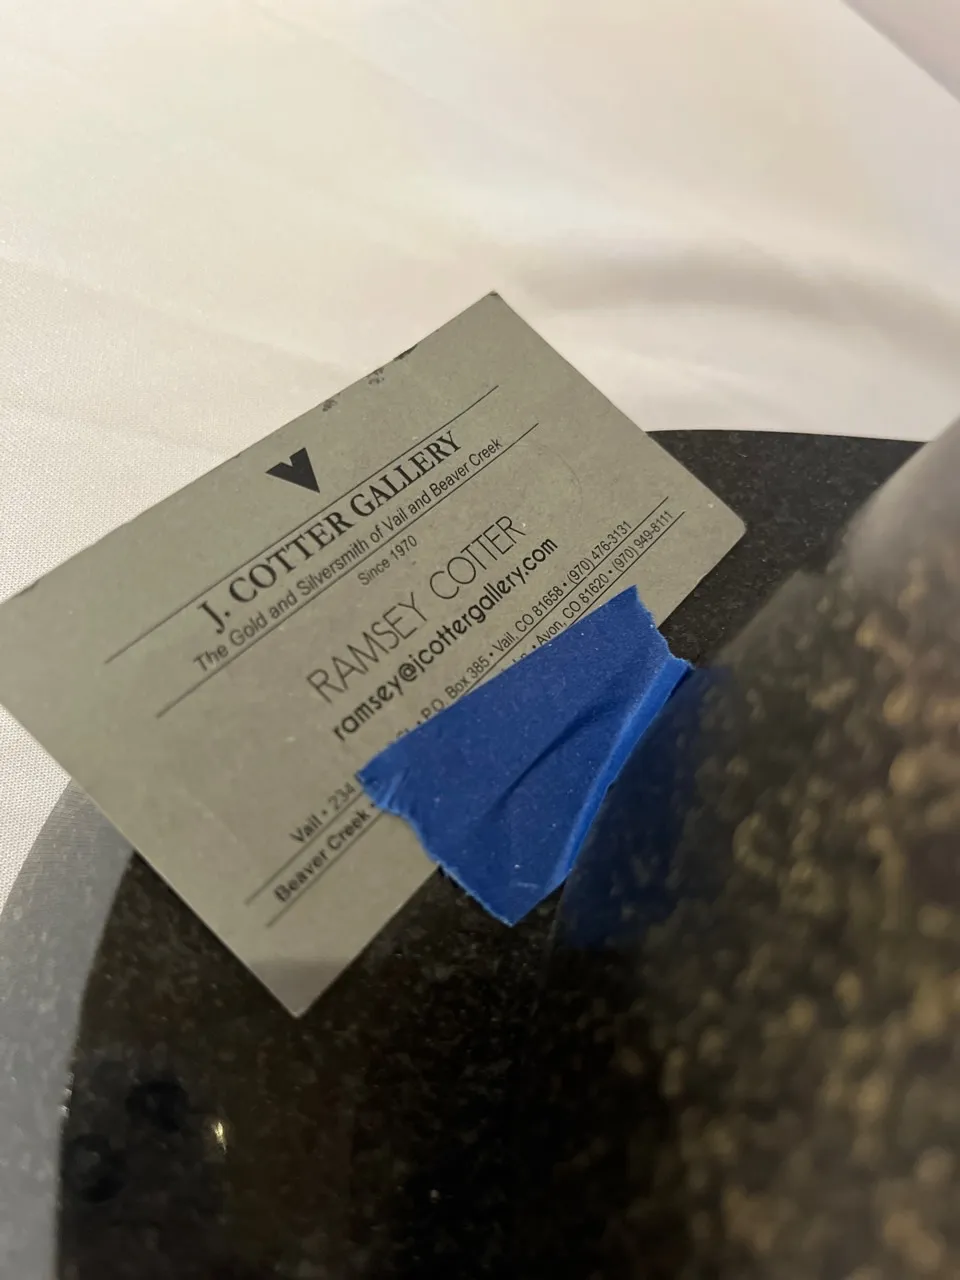 J. COTTER GALLERY
The Gold and Silversmith of Vail and Beaver Creek
Since 1970
RAMSEY COTTER
ramsey@jcottergallery.com
Vail • 234 • P.O. Box 385 • Vail, CO 81658 • (970) 476-3131
Beaver Creek • Avon, CO 81620 • (970) 949-8111